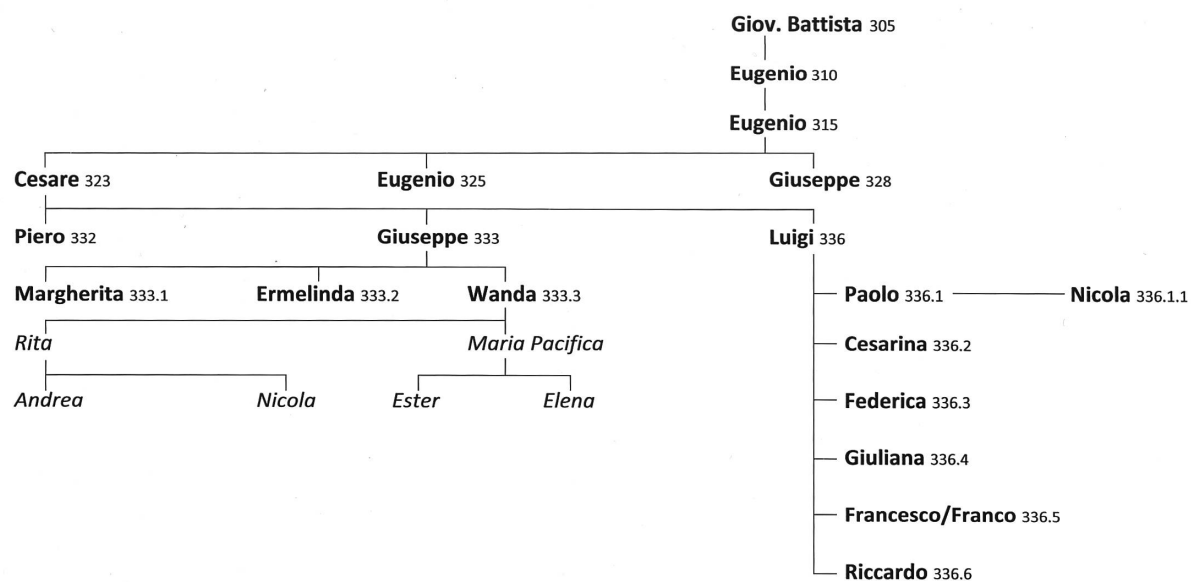 Giov. Battista 305
Eugenio 310
Eugenio 315
Cesare 323 Eugenio 325 Giuseppe 328
Piero 332 Giuseppe 333 Luigi 336
Margherita 333.1 Ermelinda 333.2 Wanda 333.3 Paolo 336.1 Nicola 336.1.1
Rita Maria Pacifica Cesarina 336.2
Andrea Nicola Ester Elena Federica 336.3
Giuliana 336.4
Francesco/Franco 336.5
Riccardo 336.6